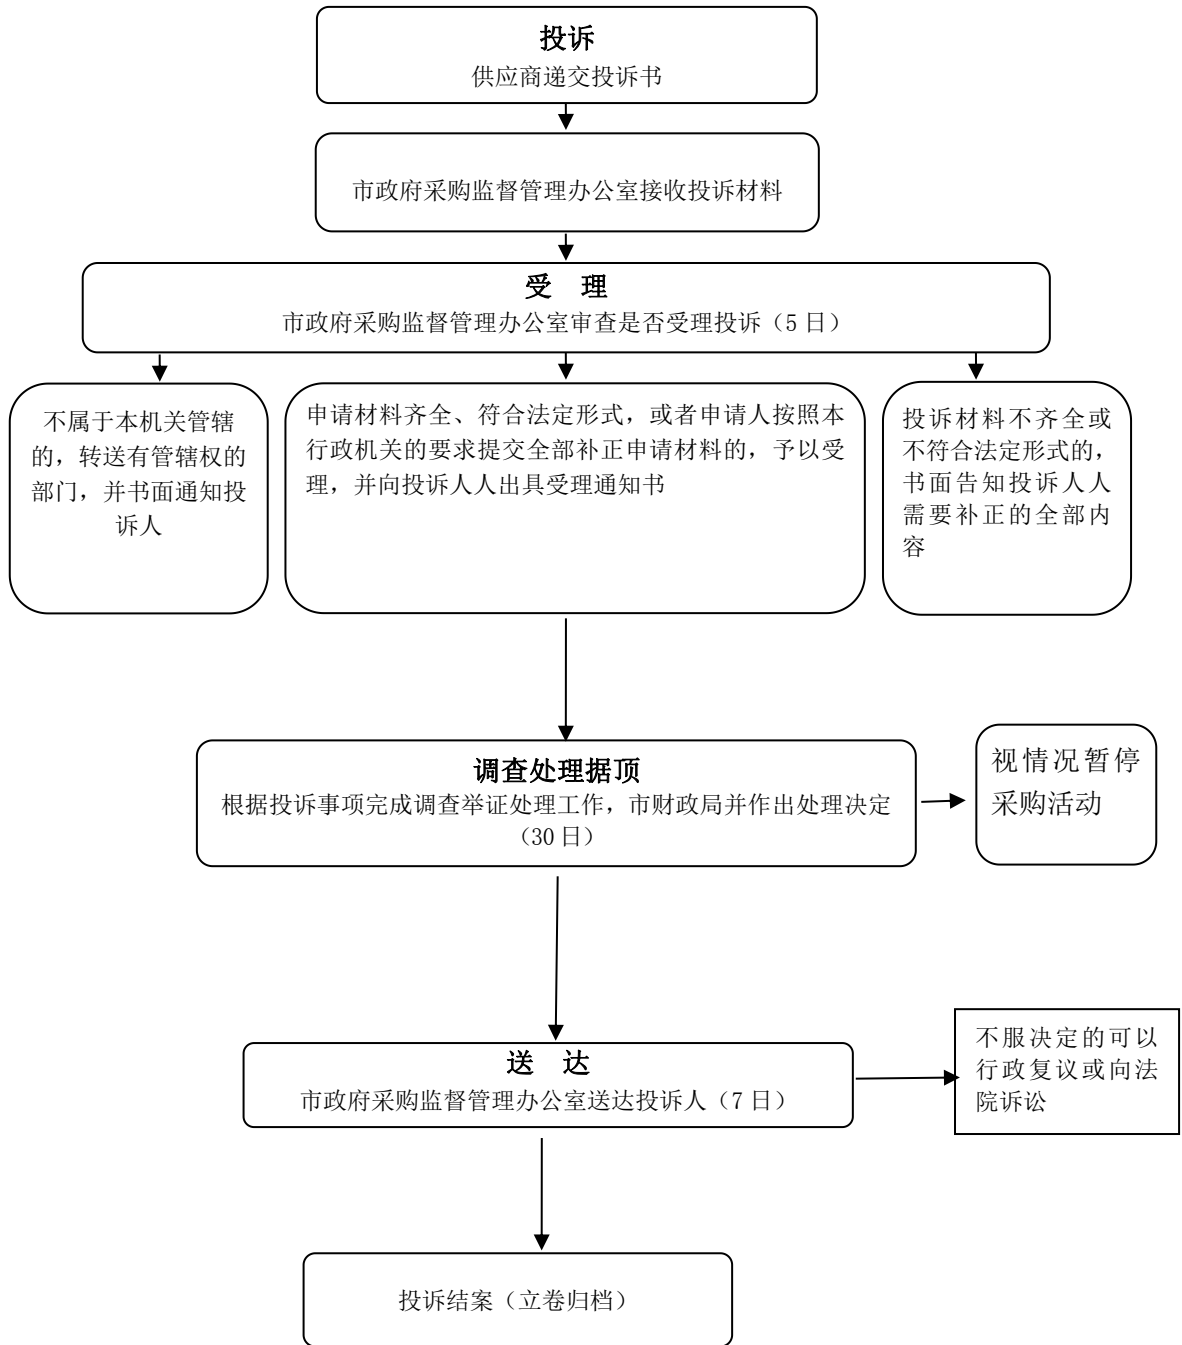 投诉
供应商递交投诉书
市政府采购监督管理办公室接收投诉材料
受 理
市政府采购监督管理办公室审查是否受理投诉（5 日）
不属于本机关管辖
的，转送有管辖权的
部门，并书面通知投
诉人
申请材料齐全、符合法定形式，或者申请人按照本
行政机关的要求提交全部补正申请材料的，予以受
理，并向投诉人人出具受理通知书
投诉材料不齐全或
不符合法定形式的，
书面告知投诉人人
需要补正的全部内
容
调查处理据顶
根据投诉事项完成调查举证处理工作，市财政局并作出处理决定
（30 日）
视情况暂停
采购活动
送 达
市政府采购监督管理办公室送达投诉人（7 日）
不服决定的可以
行政复议或向法
院诉讼
投诉结案（立卷归档）